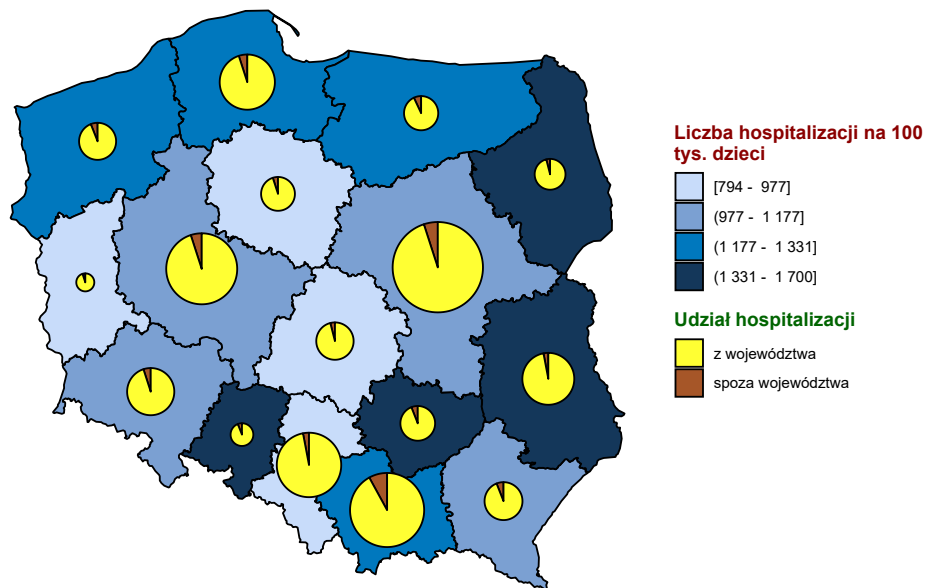 Liczba hospitalizacji na 100
tys. dzieci
[794 - 977]
(977 - 1 177]
(1 177 - 1 331]
(1 331 - 1 700]
Udział hospitalizacji
z województwa
spoza województwa